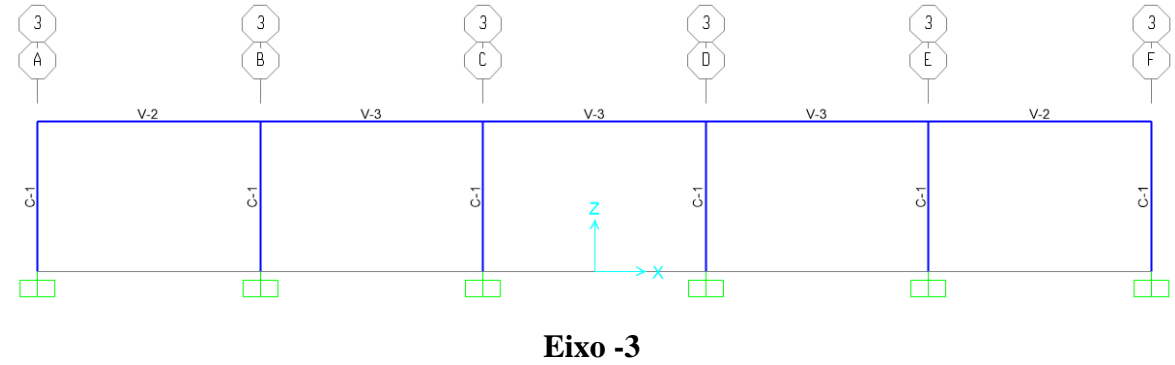 3 3 3 3 3 3
A B C D E F
V-2 V-3 V-3 V-3 V-2
C-1 C-1 C-1 C-1 C-1 C-1
Z
X
Eixo -3